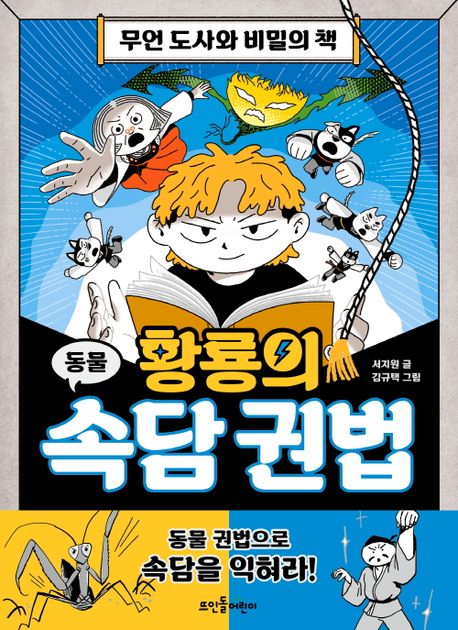 무언 도사와 비밀의 책
동물
황룡의
서지원 글
김규택 그림
속담 권법
동물 권법으로
속담을 익혀라!
뜨인돌어린이